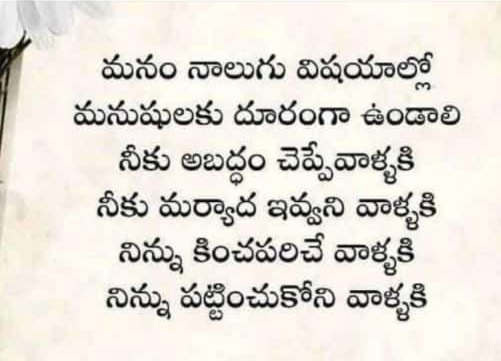 మనం నాలుగు విషయాల్లో
మనుషులకు దూరంగా ఉండాలి
నీకు అబద్ధం చెప్పేవాళ్ళకి
నీకు మర్యాద ఇవ్వని వాళ్ళకి
నిన్ను కించపరిచే వాళ్ళకి
నిన్ను పట్టించుకోని వాళ్ళకి